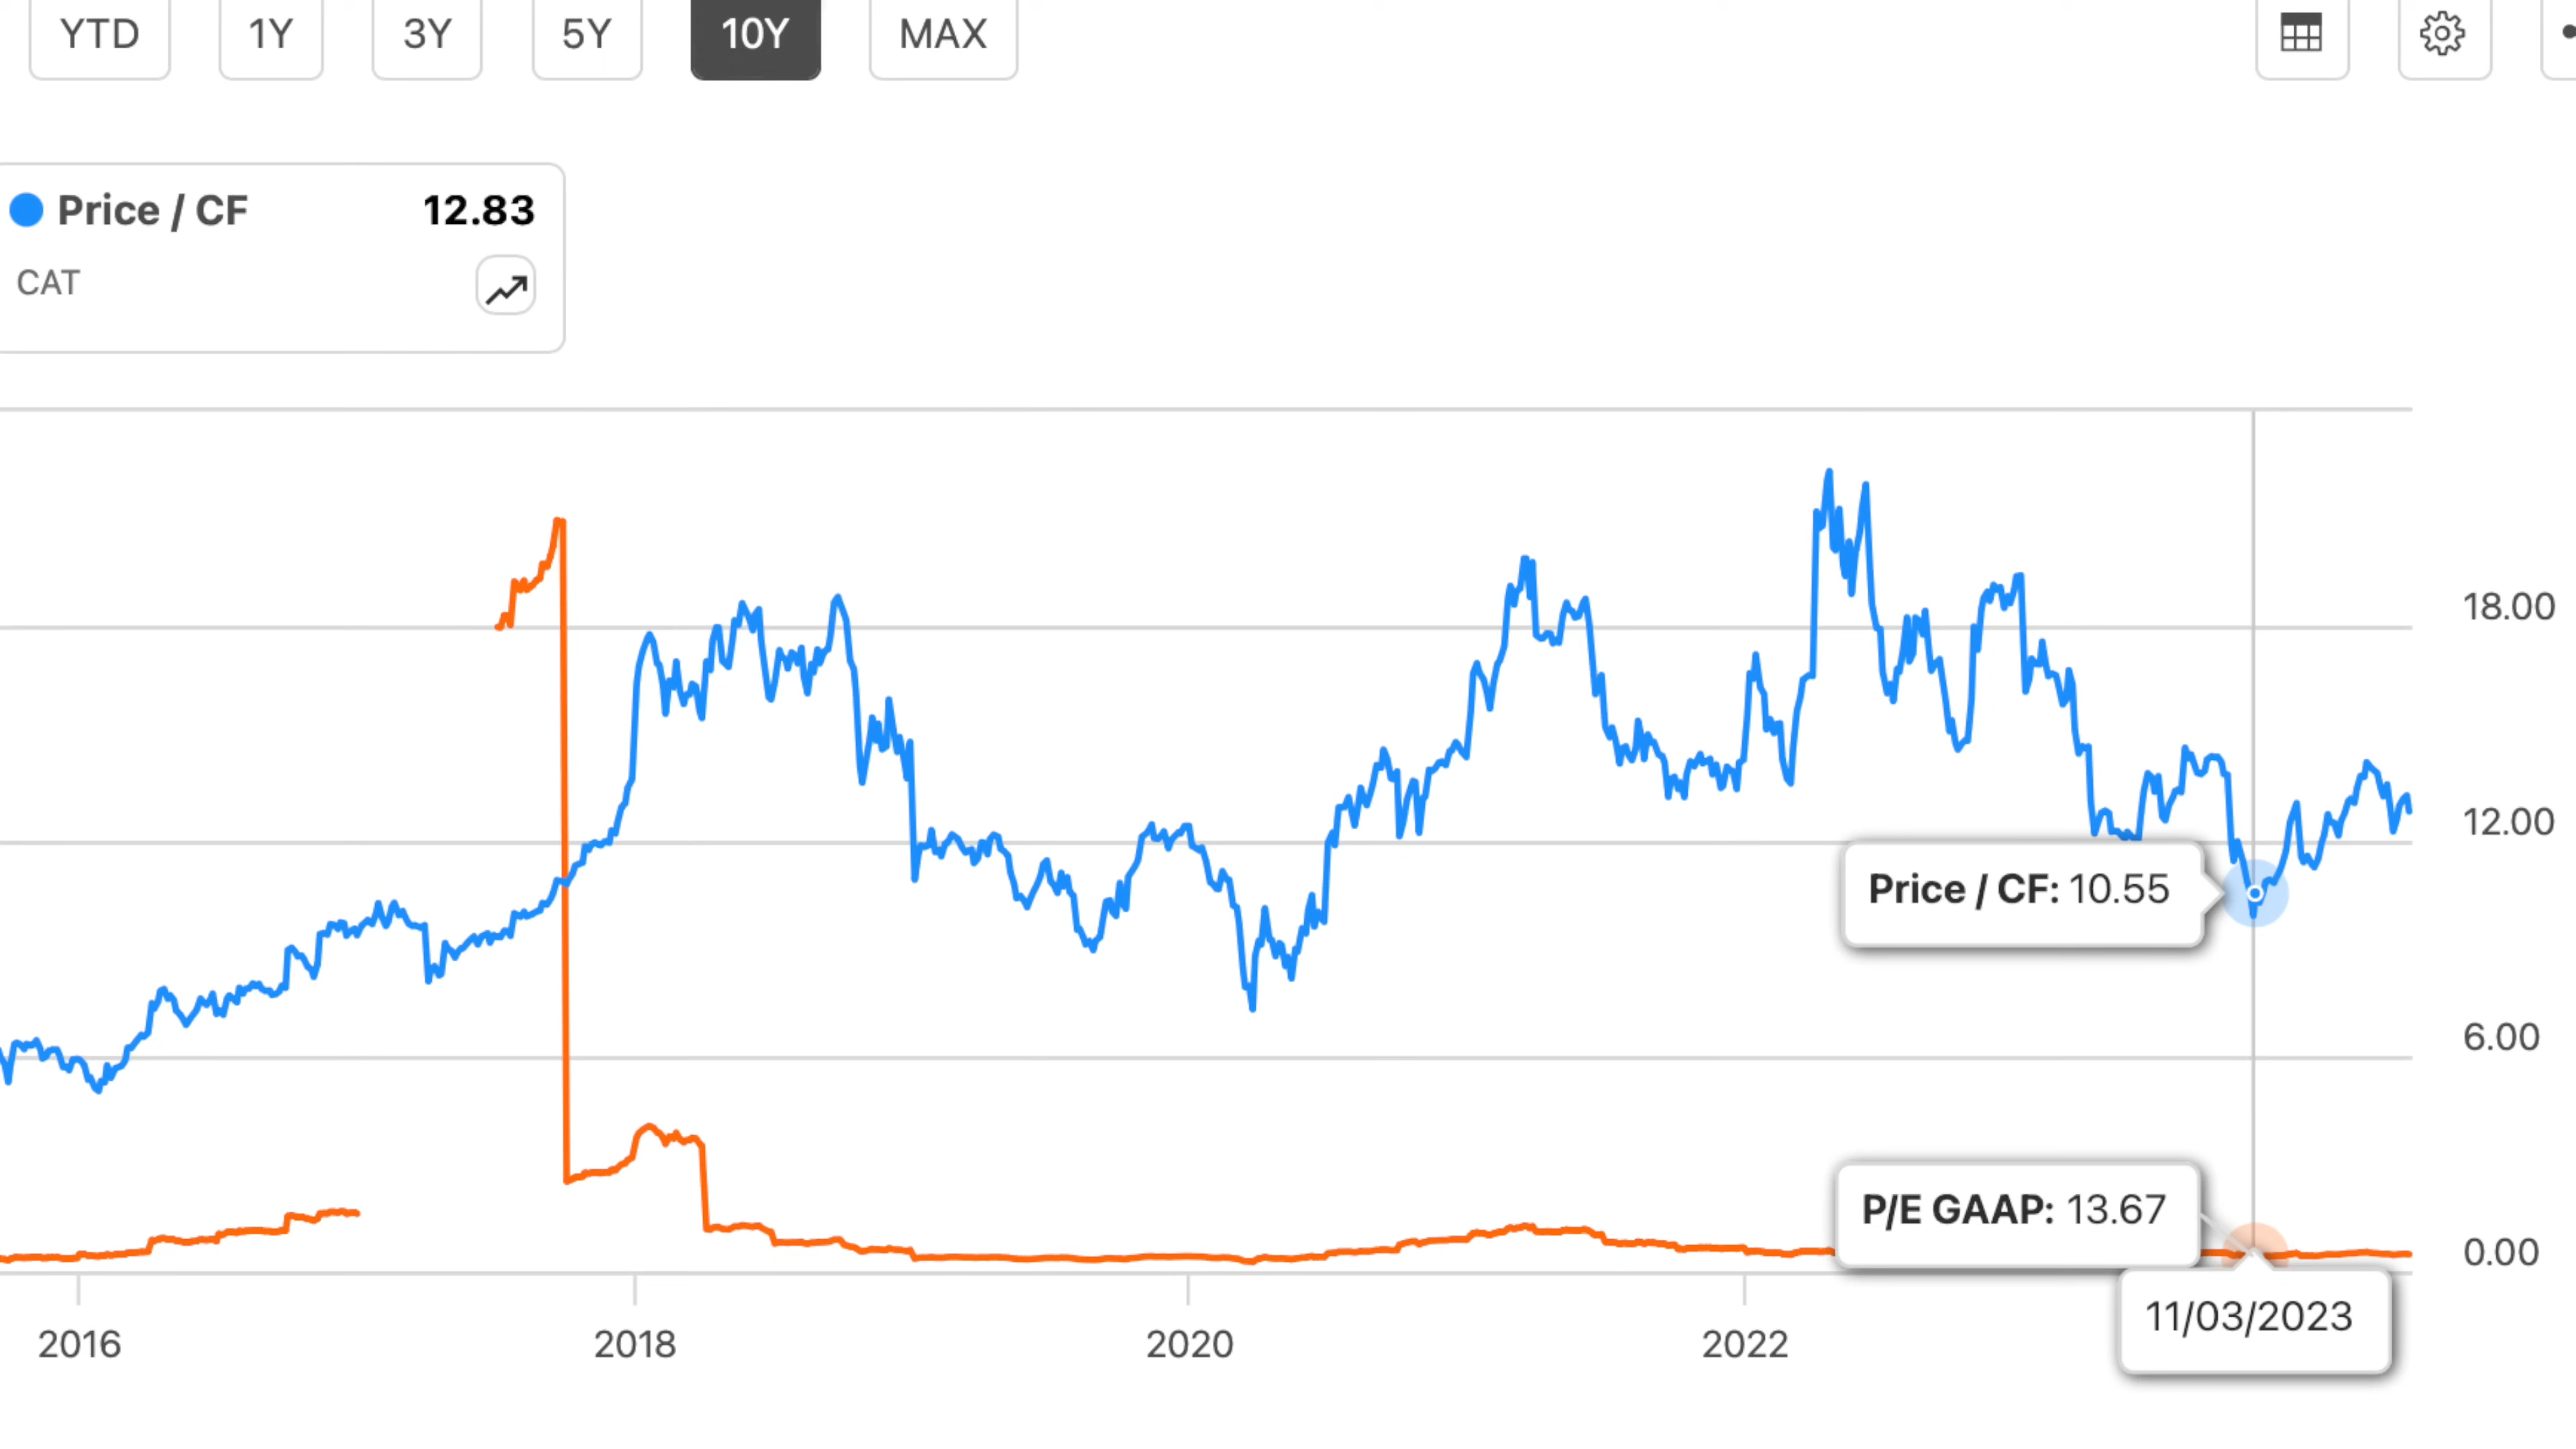 YTD 1Y 3Y 5Y 10Y MAX
Price / CF 12.83
CAT
18.00
12.00
Price / CF: 10.55
6.00
P/E GAAP: 13.67
0.00
11/03/2023
2016 2018 2020 2022